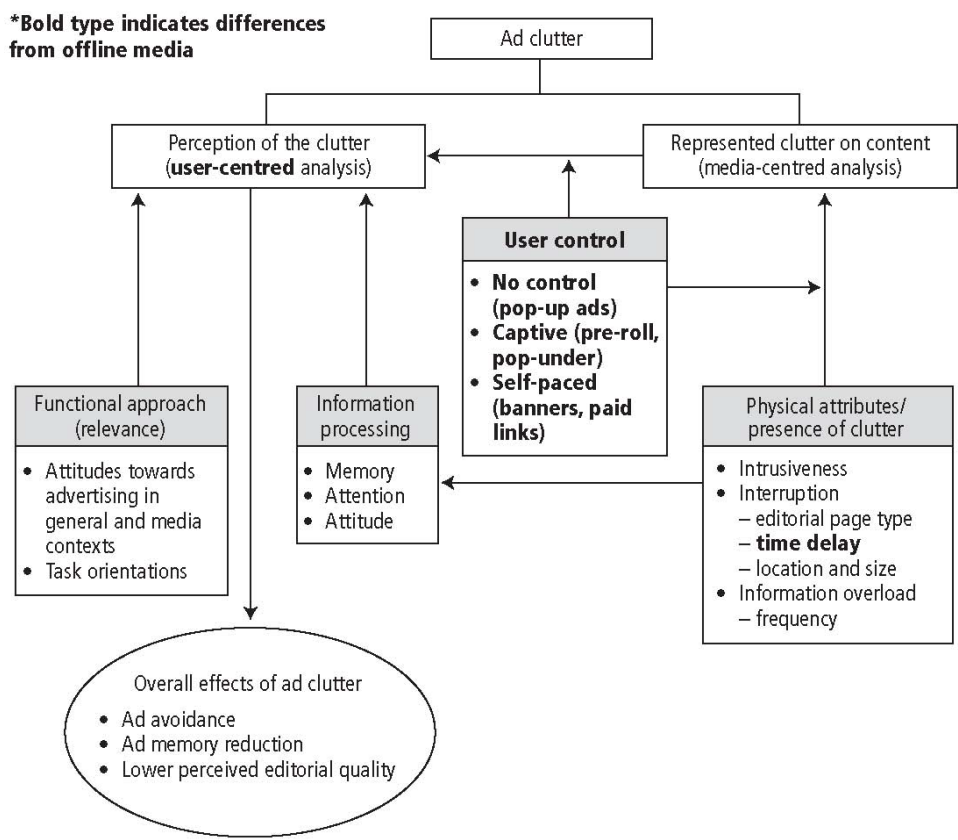 *Bold type indicates differences
from offline media
Ad clutter
Perception of the clutter
(user-centred analysis)
Represented clutter on content
(media-centred analysis)
User control
• No control
(pop-up ads)
• Captive (pre-roll,
pop-under)
• Self-paced
(banners, paid
links)
Functional approach
(relevance)
• Attitudes towards
advertising in
general and media
contexts
• Task orientations
Information
processing
• Memory
• Attention
• Attitude
Physical attributes/
presence of clutter
• Intrusiveness
• Interruption
– editorial page type
– time delay
– location and size
• Information overload
– frequency
Overall effects of ad clutter
• Ad avoidance
• Ad memory reduction
• Lower perceived editorial quality